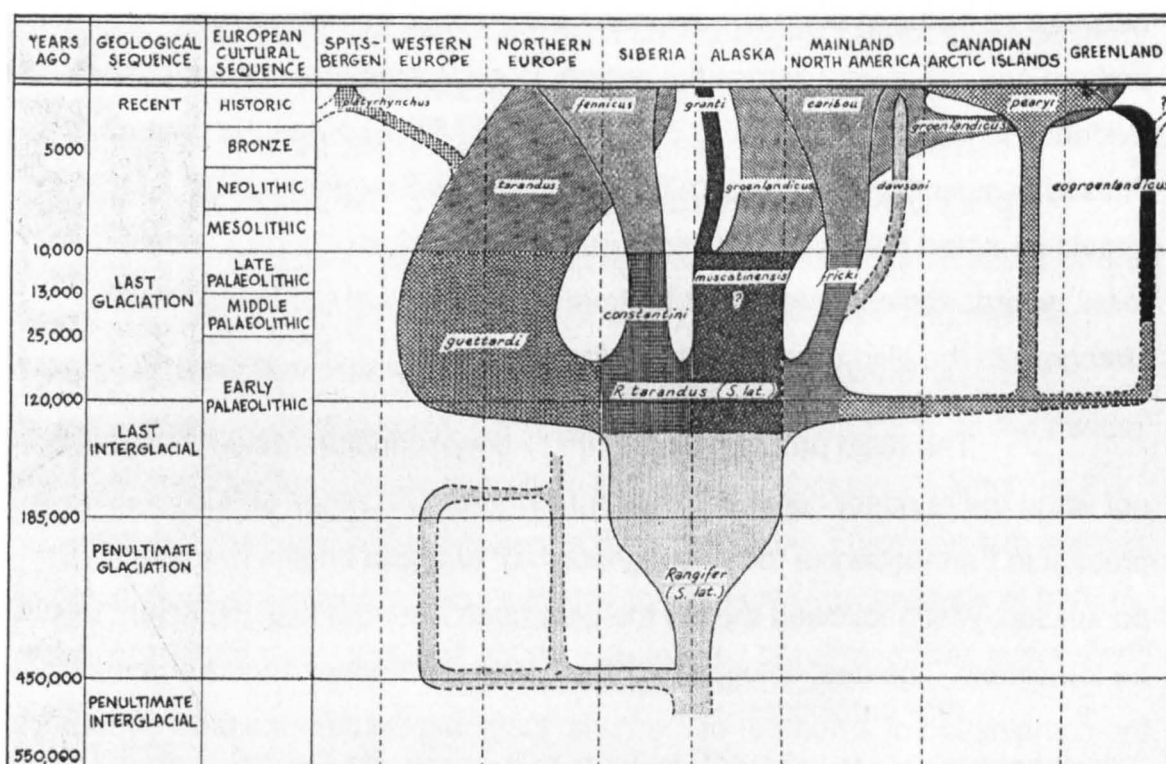 YEARS AGO
GEOLOGICAL SEQUENCE
EUROPEAN CULTURAL SEQUENCE
SPITS-BERGEN
WESTERN EUROPE
NORTHERN EUROPE
SIBERIA
ALASKA
MAINLAND NORTH AMERICA
CANADIAN ARCTIC ISLANDS
GREENLAND
RECENT
HISTORIC
platyrhynchus
fennicus
granti
caribou
pearyi
?
groenlandicus
5000
BRONZE
NEOLITHIC
tarandus
groenlandicus
dawsoni
eogroenlandicus
MESOLITHIC
10,000
LAST GLACIATION
LATE PALAEOLITHIC
muscatinensis
?
ricki
13,000
MIDDLE PALAEOLITHIC
constantini
25,000
guettardi
EARLY PALAEOLITHIC
R. tarandus (S. lat.)
120,000
LAST INTERGLACIAL
185,000
PENULTIMATE GLACIATION
Rangifer
(S. lat.)
450,000
PENULTIMATE INTERGLACIAL
550,000